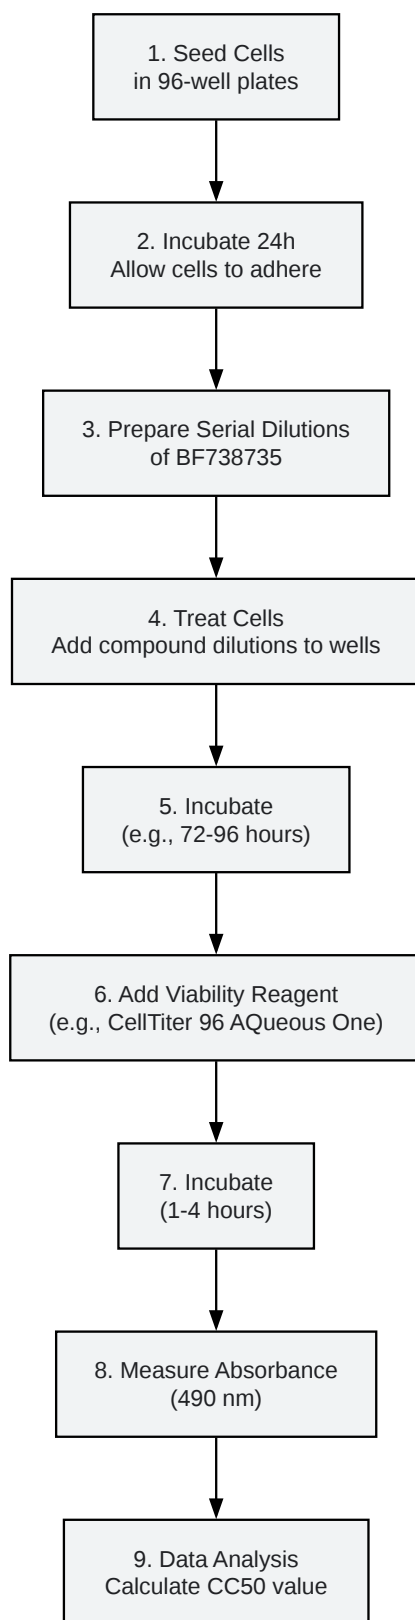 1. Seed Cells
in 96-well plates
2. Incubate 24h
Allow cells to adhere
3. Prepare Serial Dilutions
of BF738735
4. Treat Cells
Add compound dilutions to wells
5. Incubate
(e.g., 72-96 hours)
6. Add Viability Reagent
(e.g., CellTiter 96 AQueous One)
7. Incubate
(1-4 hours)
8. Measure Absorbance
(490 nm)
9. Data Analysis
Calculate CC50 value